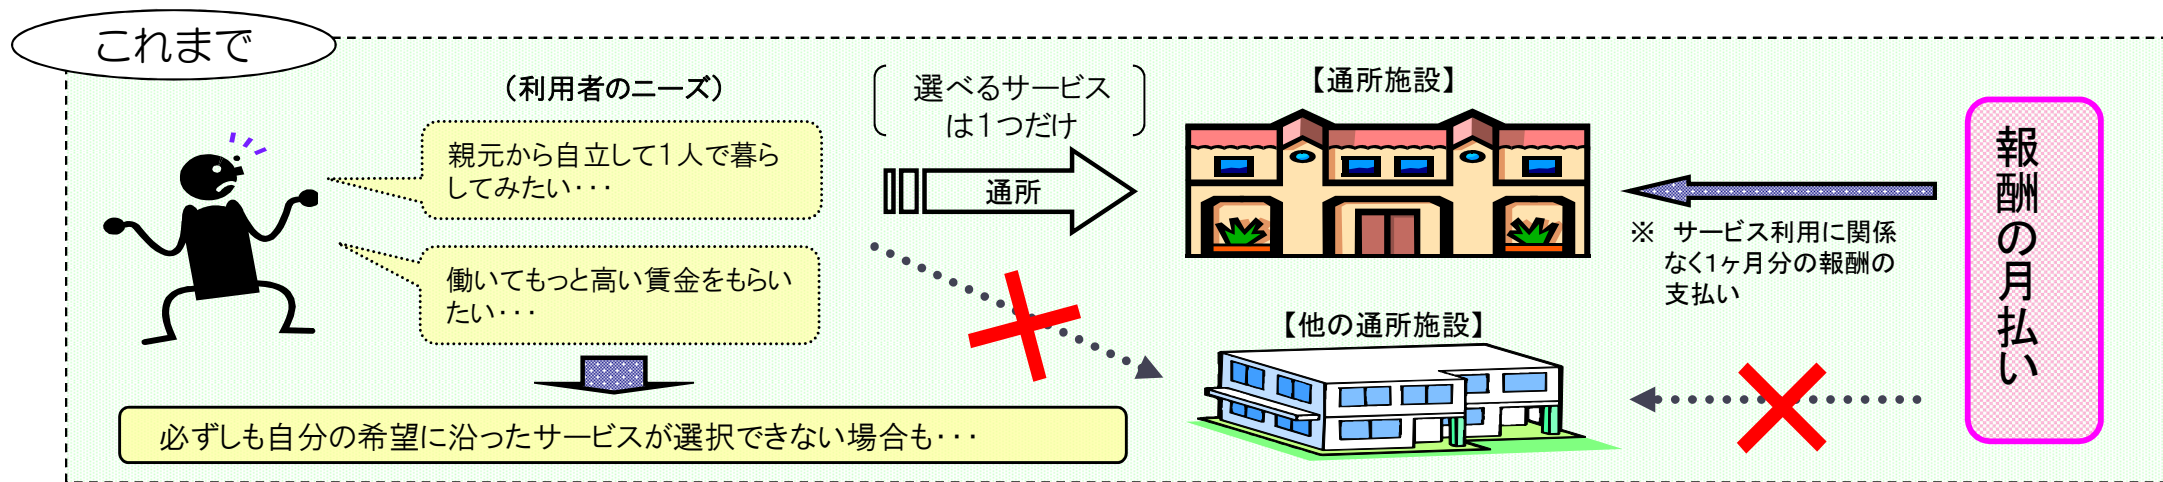 これまで
（利用者のニーズ）
親元から自立して１人で暮ら
してみたい・・・
働いてもっと高い賃金をもらい
たい・・・
必ずしも自分の希望に沿ったサービスが選択できない場合も・・・
選べるサービス
は１つだけ
通所
【通所施設】
【他の通所施設】
※　サービス利用に関係
なく1ヶ月分の報酬の
支払い
報酬の月払い